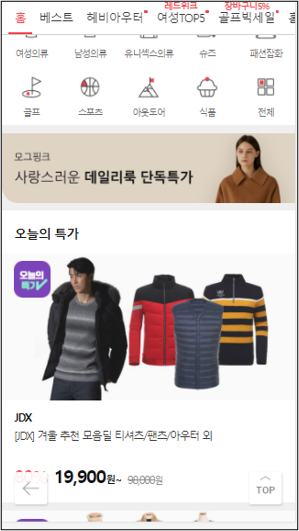 레드위크 장바구니5%
홈 베스트 헤비아우터 여성TOP5 골프빅세일
여성의류 남성의류 유니섹스의류 슈즈 패션잡화
골프 스포츠 아웃도어 식품 전체
모그핑크
사랑스러운 데일리룩 단독특가
오늘의 특가
오늘의
특가
JDX
[JDX] 겨울 추천 모음딜 티셔츠/팬츠/아우터 외
80% 19,900원~ 98,000원
TOP